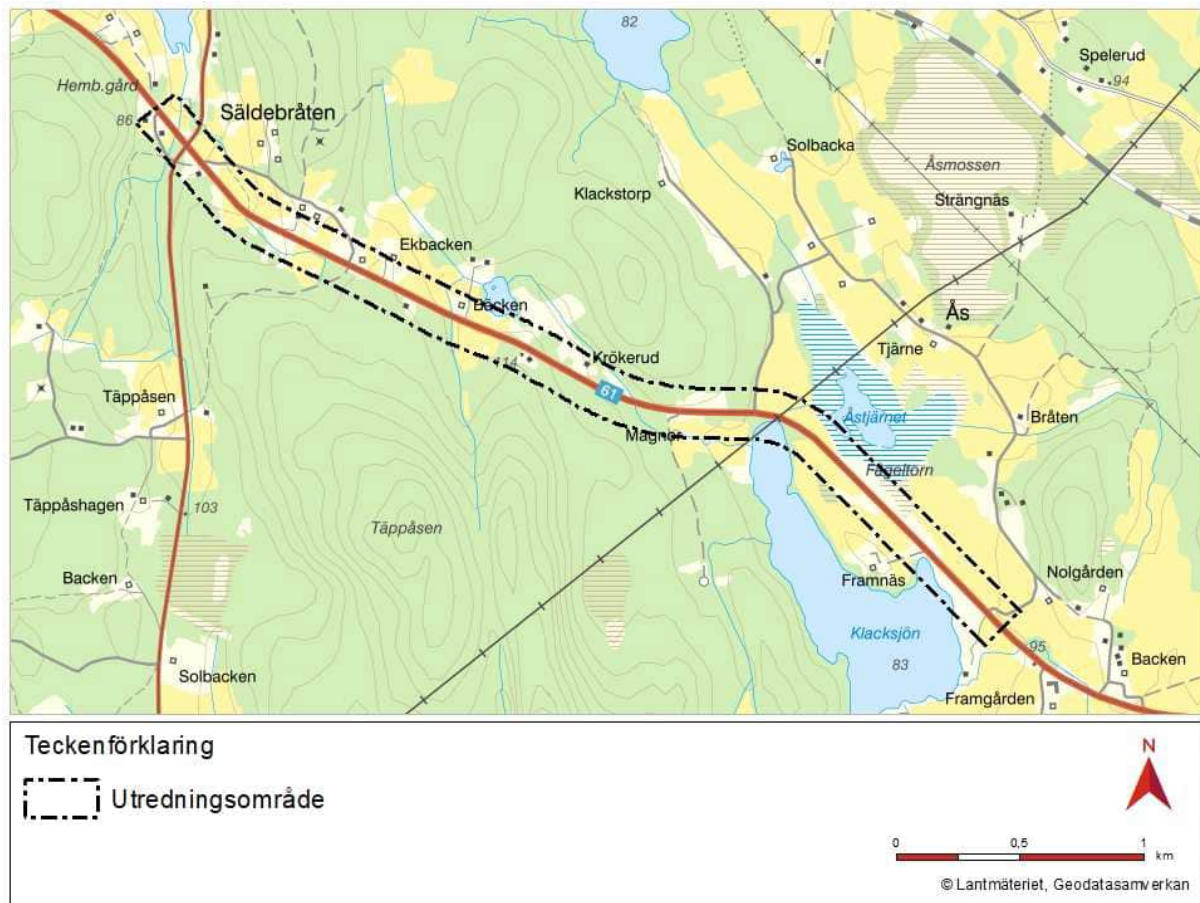 82
Spelerud
94
Hemb.gård
86
Säldebråten
Solbacka
Åsmossen
Klackstorp
Strängnäs
Ekbacken
Böcken
Ås
Tjärne
114
Krökerud
61
Täppåsen
Magnor
Åstjärnet
Bråten
Fågeltorn
Täppåshagen
103
Täppåsen
Backen
Framnäs
Nolgården
Klacksjön
83
95
Backen
Solbacken
Framgården
Teckenförklaring
Utredningsområde
N
0 0,5 1
km
© Lantmäteriet, Geodatasamverkan